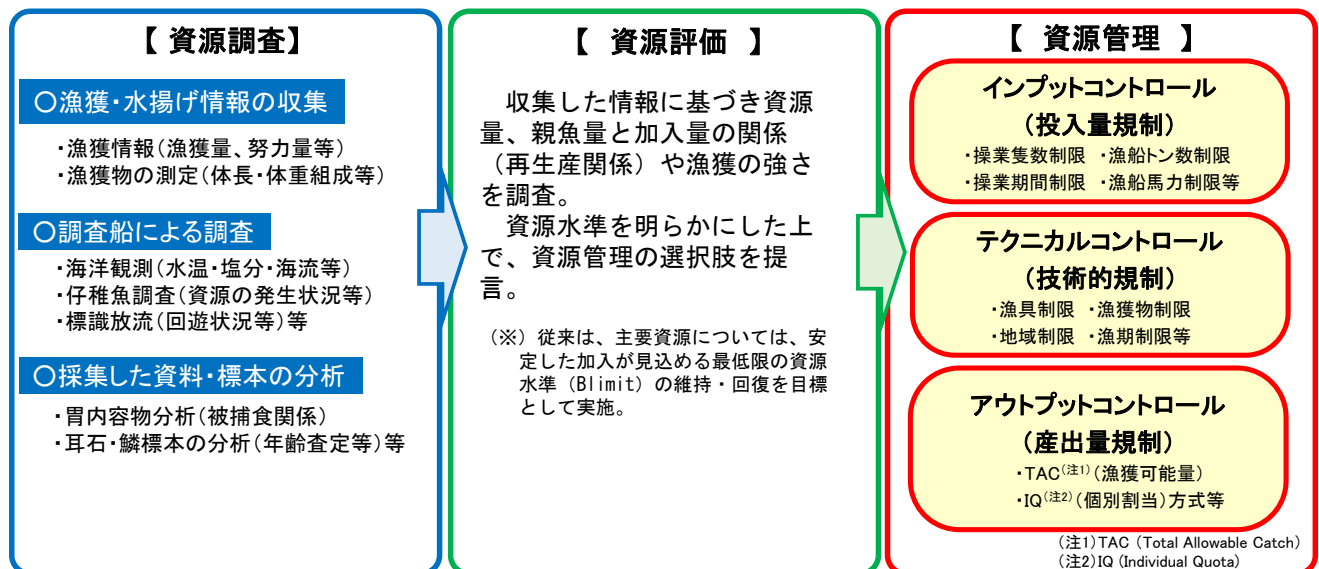 【 資源調査】
○漁獲・水揚げ情報の収集
・漁獲情報(漁獲量、努力量等)
・漁獲物の測定(体長・体重組成等)
○調査船による調査
・海洋観測(水温・塩分・海流等)
・仔稚魚調査(資源の発生状況等)
・標識放流(回遊状況等)等
○採集した資料・標本の分析
・胃内容物分析(被捕食関係)
・耳石・鱗標本の分析(年齢査定等)等
【 資源評価 】
収集した情報に基づき資源
量、親魚量と加入量の関係
（再生産関係）や漁獲の強さ
を調査。
資源水準を明らかにした上
で、資源管理の選択肢を提
言。
（※）従来は、主要資源については、安
定した加入が見込める最低限の資源
水準（Blimit）の維持・回復を目標
として実施。
【 資源管理 】
インプットコントロール
（投入量規制）
・操業隻数制限 ・漁船トン数制限
・操業期間制限 ・漁船馬力制限等
テクニカルコントロール
（技術的規制）
・漁具制限 ・漁獲物制限
・地域制限 ・漁期制限等
アウトプットコントロール
（産出量規制）
・TAC(注1)(漁獲可能量)
・IQ(注2)(個別割当)方式等
(注1)TAC (Total Allowable Catch)
(注2)IQ (Individual Quota)